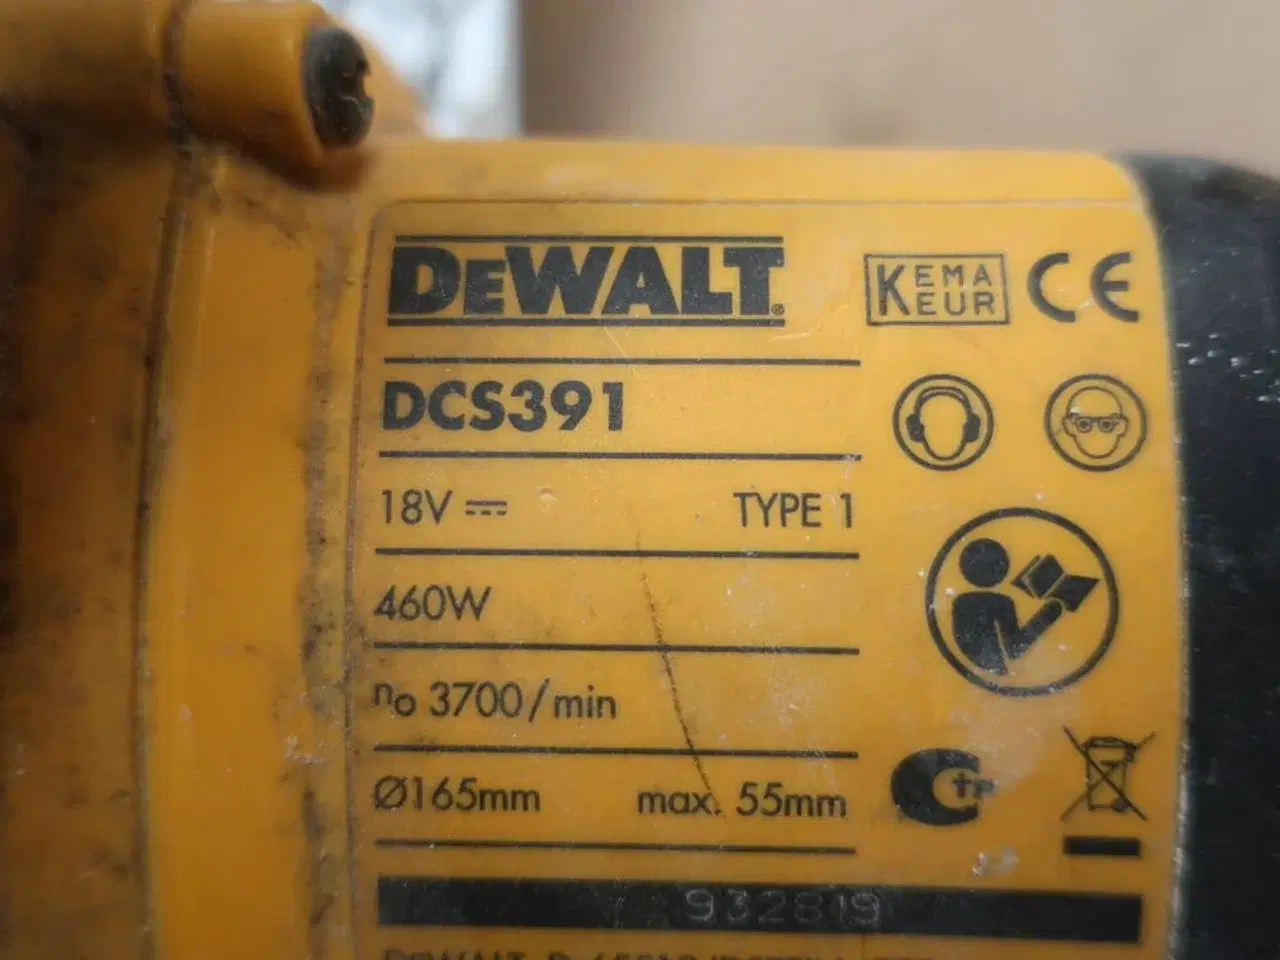 DEWALT®
KEMA
KEUR
CE
DCS391
18V TYPE 1
460W
no 3700/min
Ø165mm max. 55mm
932819